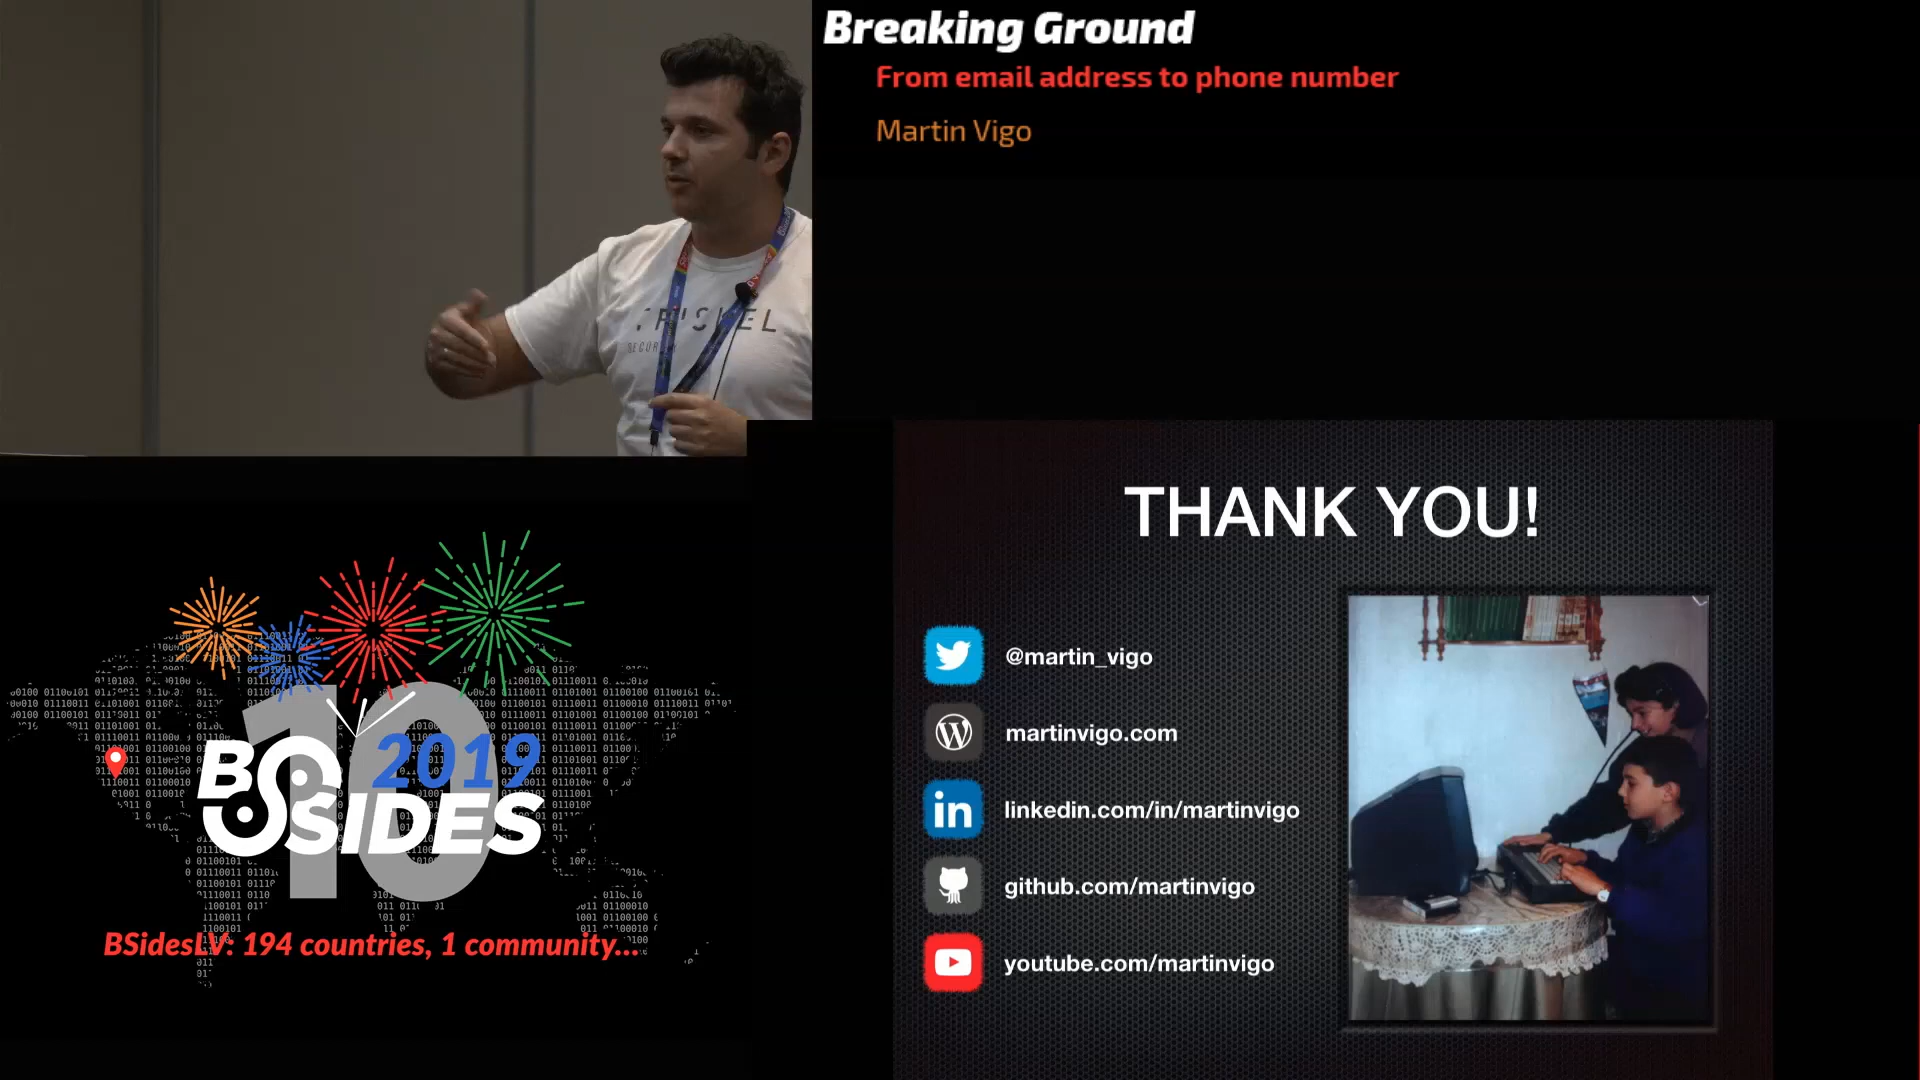 Breaking Ground
From email address to phone number
Martin Vigo
THANK YOU!
@martin_vigo
martinvigo.com
linkedin.com/in/martinvigo
github.com/martinvigo
youtube.com/martinvigo
10
2019
BSIDES
BSidesLV: 194 countries, 1 community...